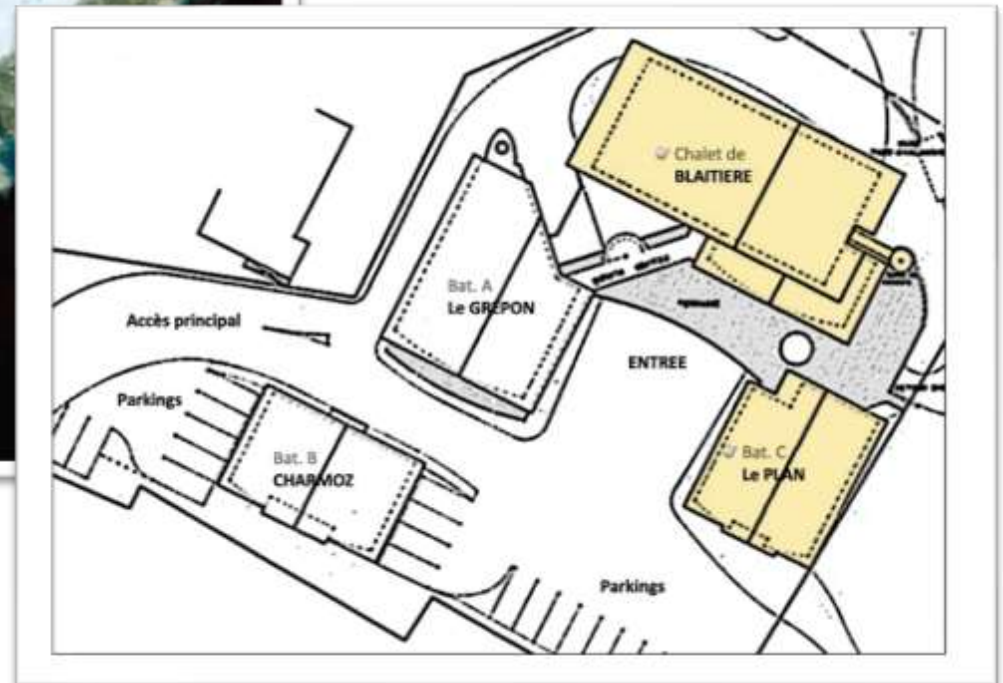 Chalet de
BLAITIERE
Bat. A
Le GREPON
Accès principal
ENTREE
Parkings
Bat. B
CHARMOZ
Bat. C
Le PLAN
Parkings